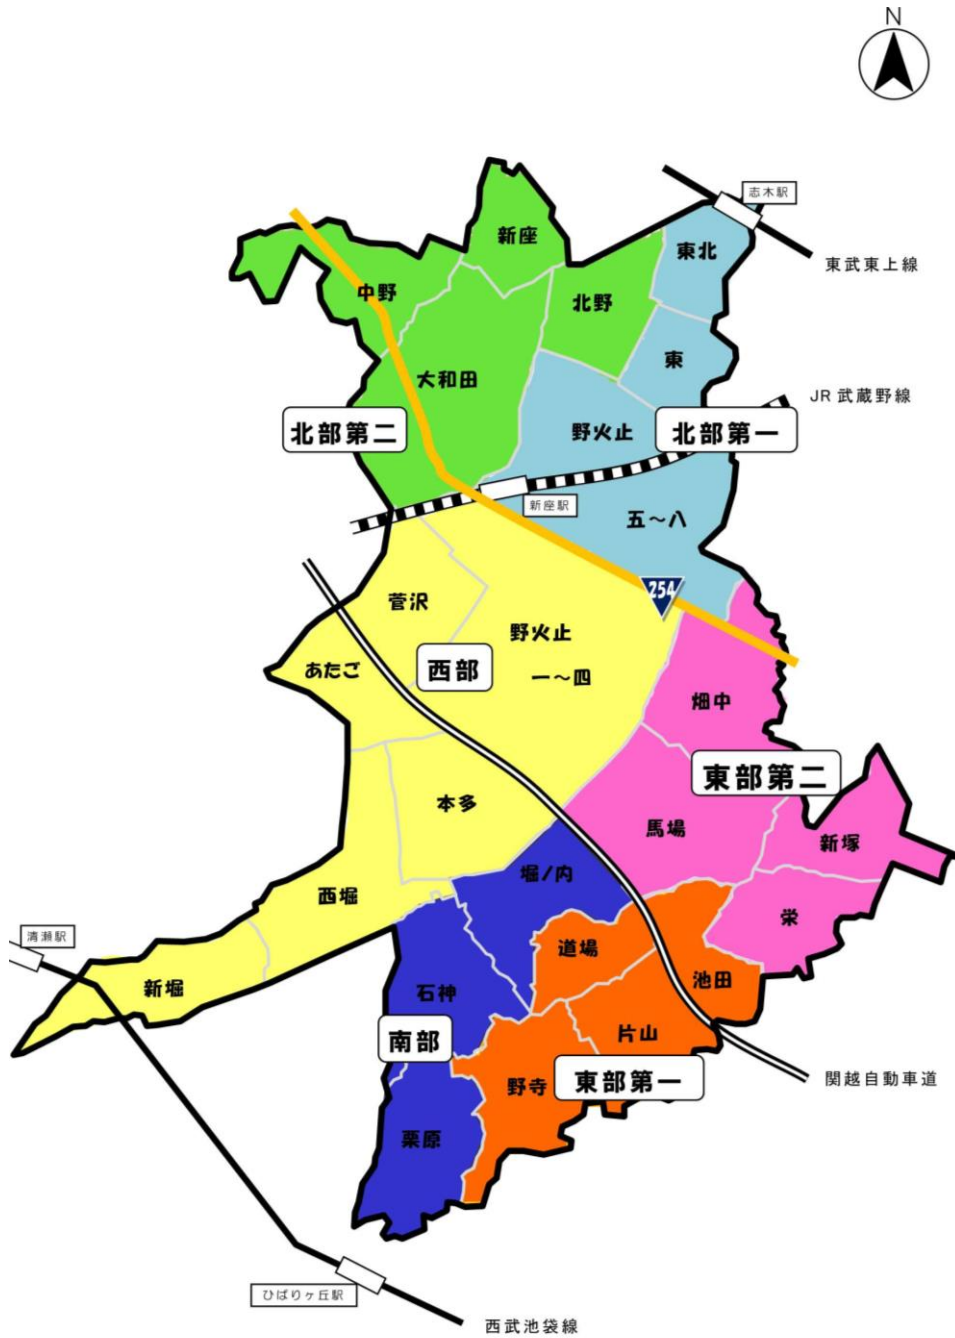 N
志木駅
新座
東北
東武東上線
中野
北野
東
大和田
JR 武蔵野線
北部第二
野火止
北部第一
新座駅
五～八
254
菅沢
野火止
あたご
西部
一～四
畑中
東部第二
本多
馬場
新塚
堀ノ内
西堀
栄
清瀬駅
道場
池田
新堀
石神
片山
南部
関越自動車道
野寺
東部第一
栗原
ひばりヶ丘駅
西武池袋線